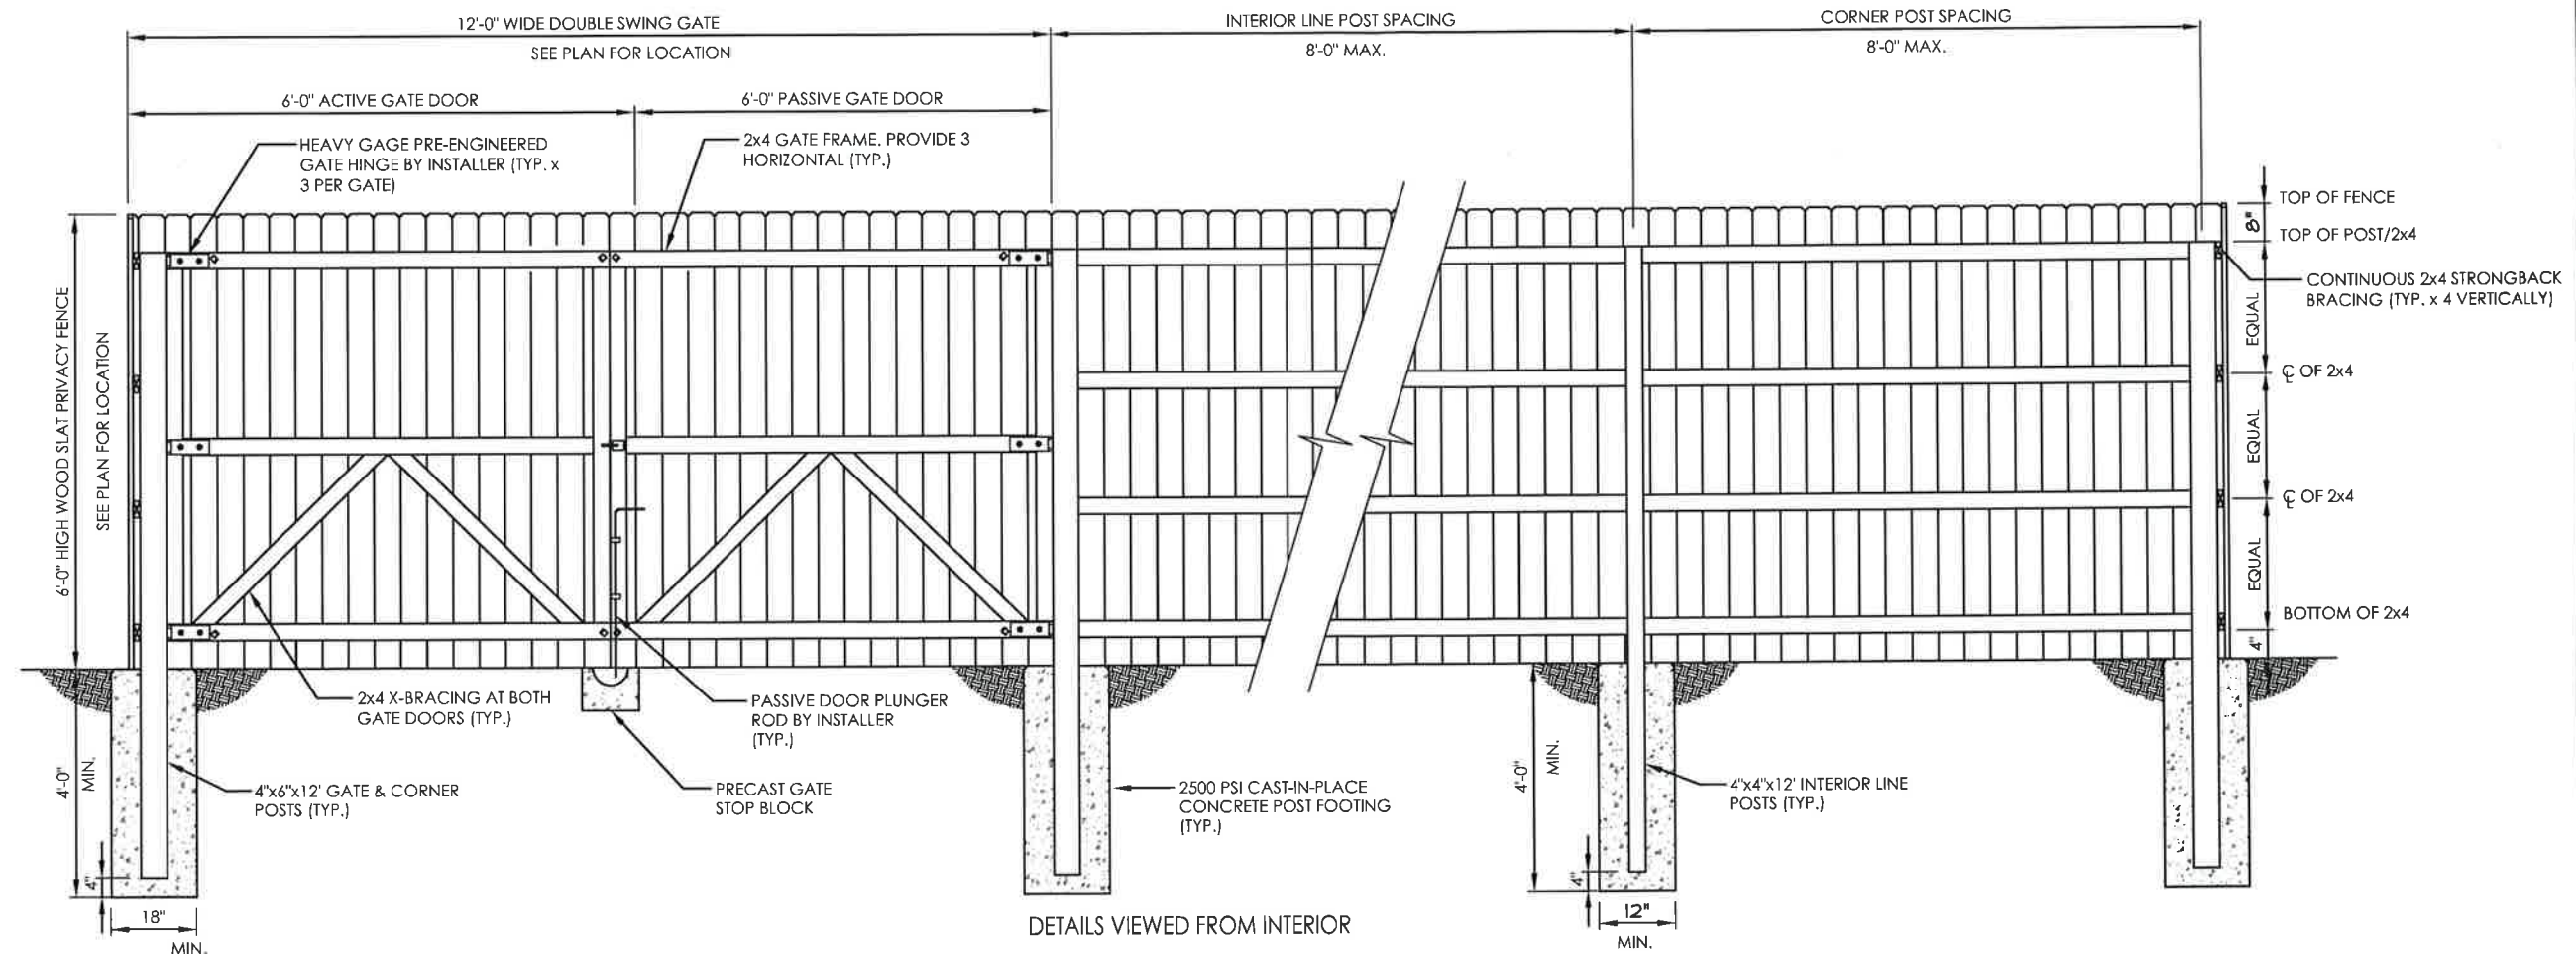 12'-0" WIDE DOUBLE SWING GATE
SEE PLAN FOR LOCATION
INTERIOR LINE POST SPACING
8'-0" MAX.
CORNER POST SPACING
8'-0" MAX.
6'-0" ACTIVE GATE DOOR
6'-0" PASSIVE GATE DOOR
HEAVY GAGE PRE-ENGINEERED
GATE HINGE BY INSTALLER (TYP. x
3 PER GATE)
2x4 GATE FRAME. PROVIDE 3
HORIZONTAL (TYP.)
6'-0" HIGH WOOD SLAT PRIVACY FENCE
SEE PLAN FOR LOCATION
8"
TOP OF FENCE
TOP OF POST/2x4
CONTINUOUS 2x4 STRONGBACK
BRACING (TYP. x 4 VERTICALLY)
EQUAL
℄ OF 2x4
EQUAL
℄ OF 2x4
EQUAL
BOTTOM OF 2x4
4"
2x4 X-BRACING AT BOTH
GATE DOORS (TYP.)
PASSIVE DOOR PLUNGER
ROD BY INSTALLER
(TYP.)
4'-0"
MIN.
4"x6"x12' GATE & CORNER
POSTS (TYP.)
PRECAST GATE
STOP BLOCK
2500 PSI CAST-IN-PLACE
CONCRETE POST FOOTING
(TYP.)
4'-0"
MIN.
4"x4"x12' INTERIOR LINE
POSTS (TYP.)
4"
18"
MIN.
4"
12"
MIN.
DETAILS VIEWED FROM INTERIOR